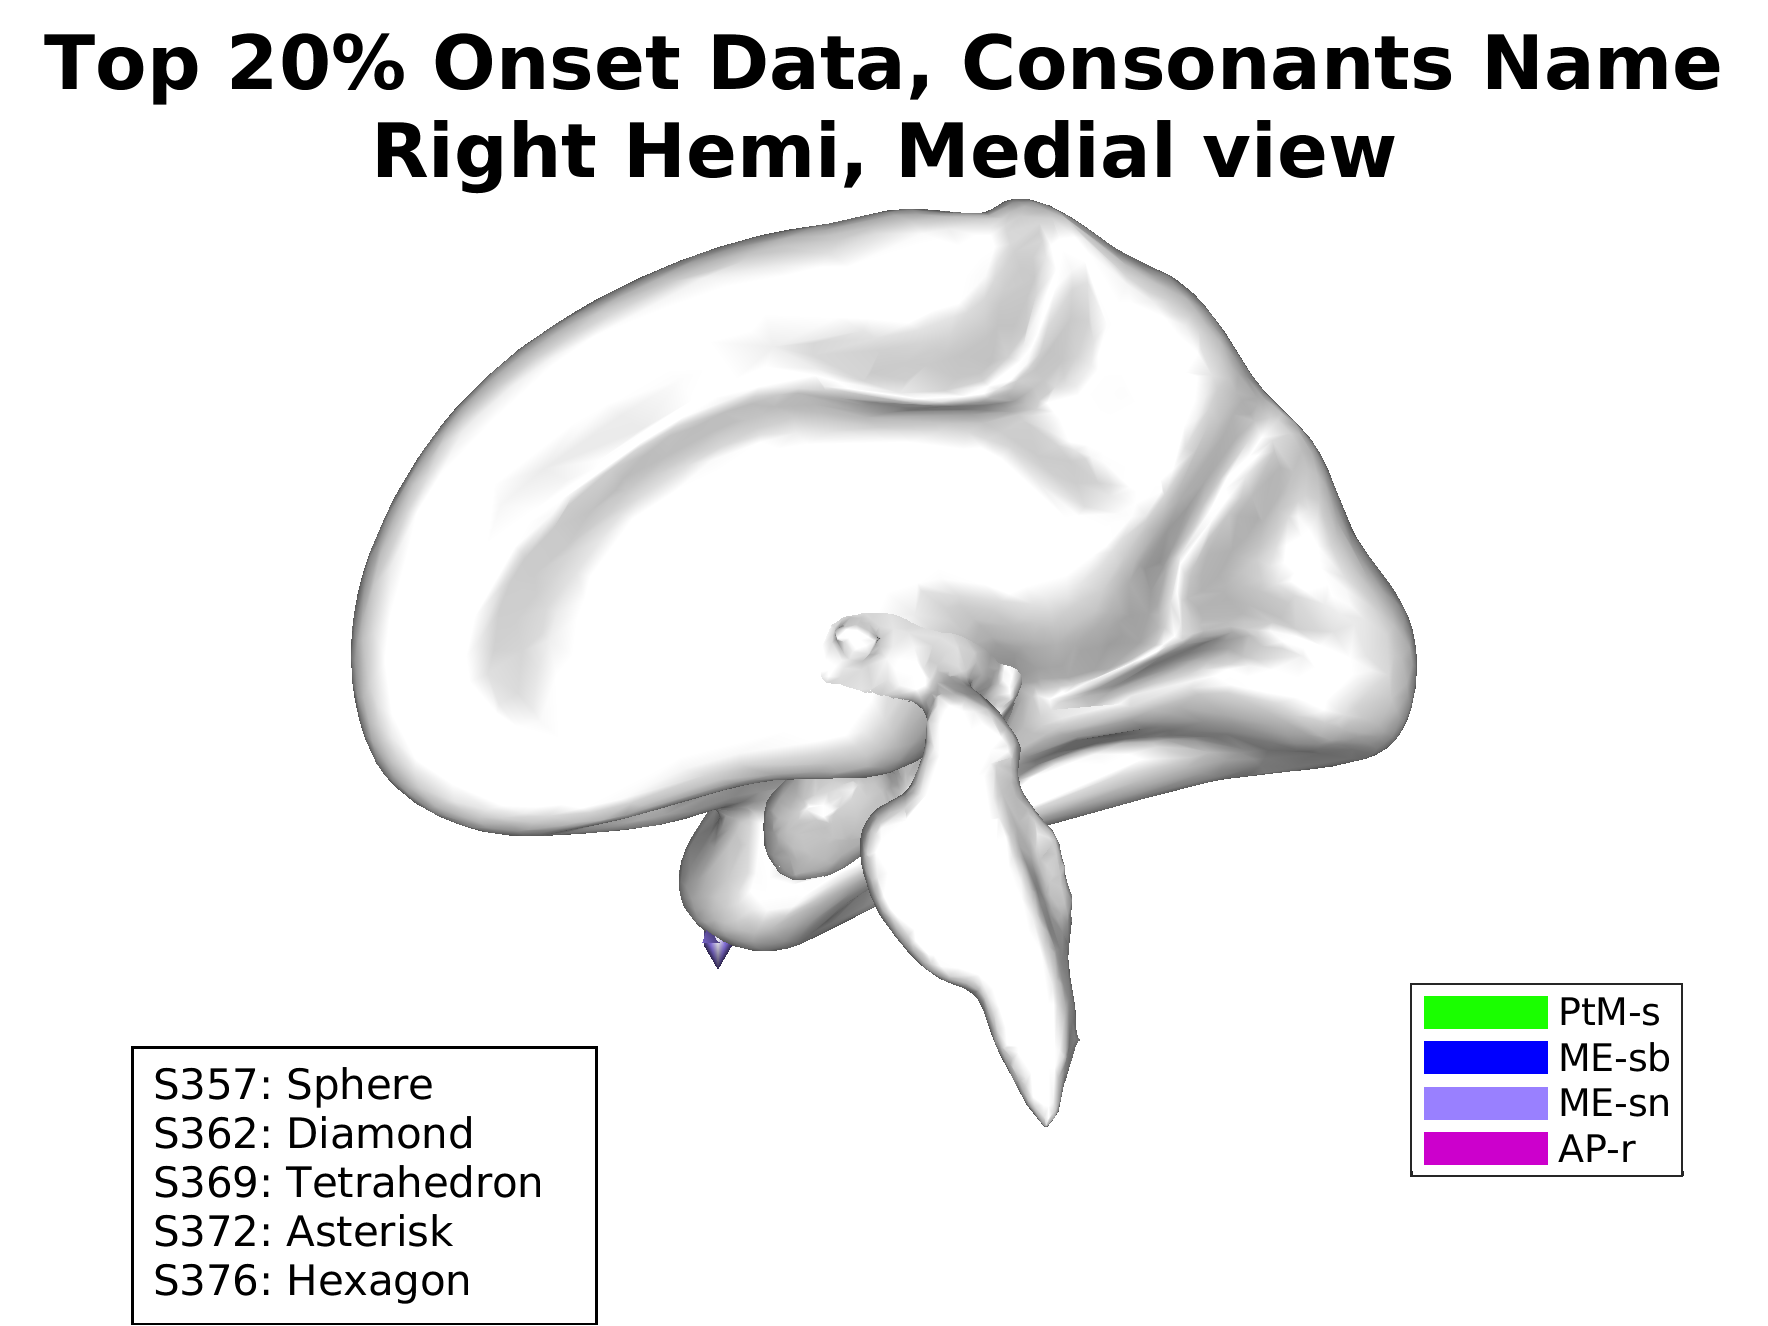 Top 20% Onset Data, Consonants Name
Right Hemi, Medial view
S357: Sphere
S362: Diamond
S369: Tetrahedron
S372: Asterisk
S376: Hexagon
PtM-s
ME-sb
ME-sn
AP-r